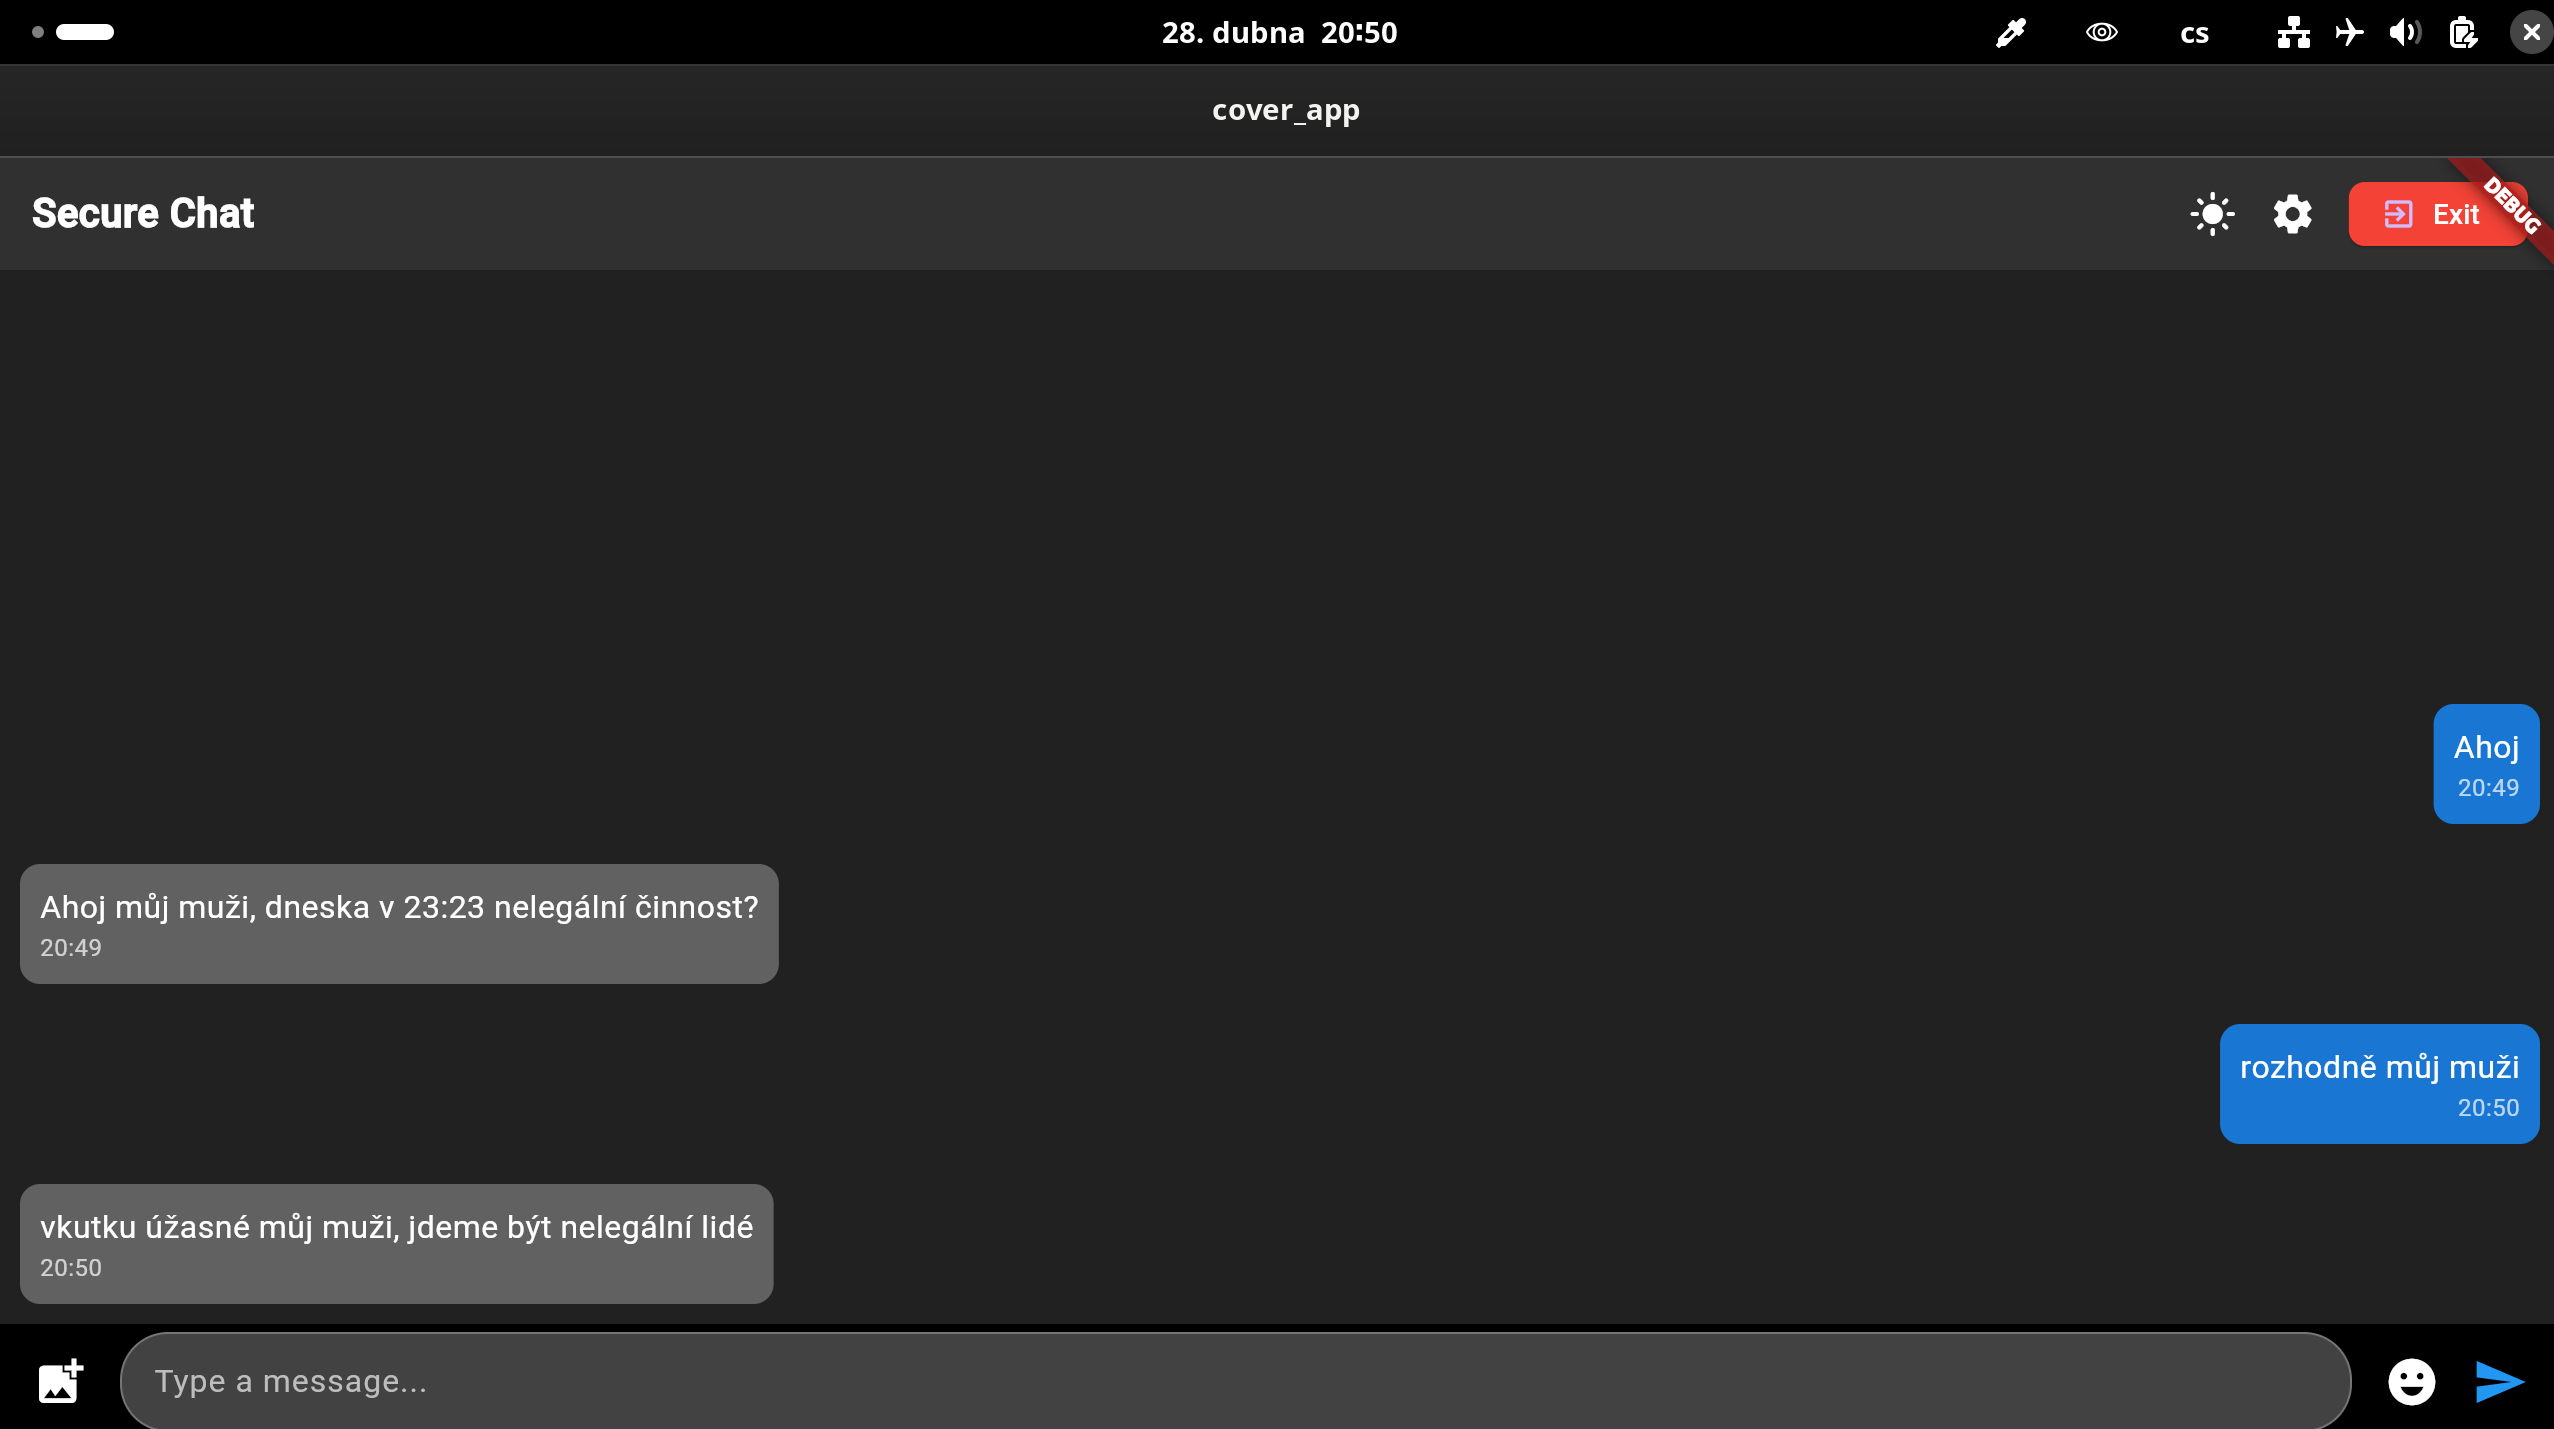 28. dubna 20:50
cs
cover_app
Secure Chat
Exit
DEBUG
Ahoj
20:49
Ahoj můj muži, dneska v 23:23 nelegální činnost?
20:49
rozhodně můj muži
20:50
vkutku úžasné můj muži, jdeme být nelegální lidé
20:50
Type a message...